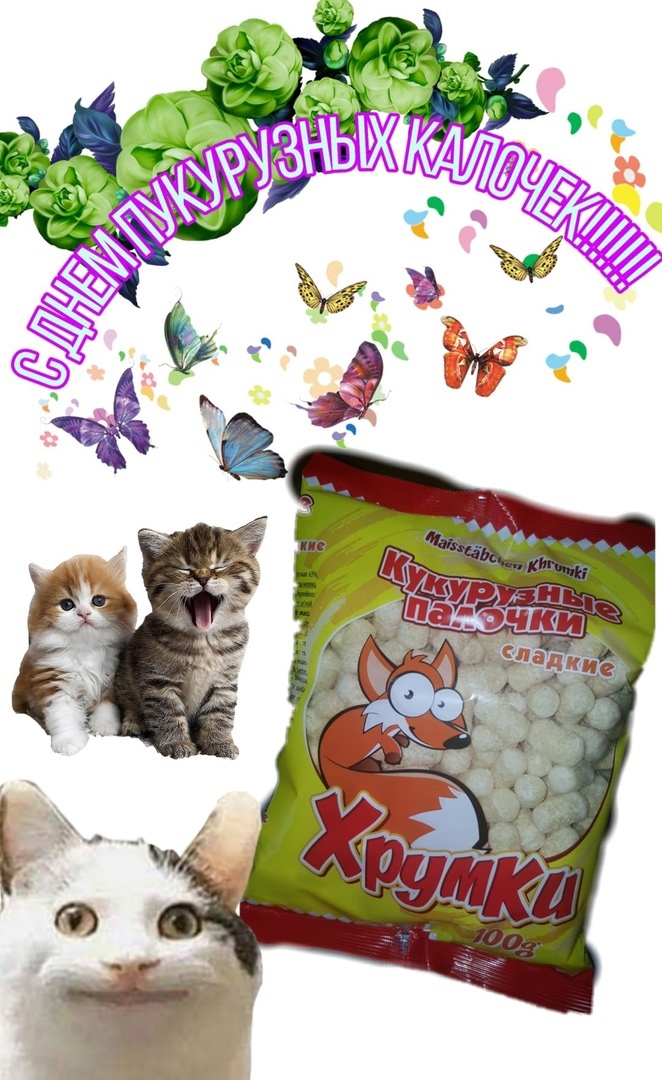 С ДНЕМ ПУКУРУЗНЫХ КАЛОЧЕК!!!!!!!
Maisstäbchen Khrumki
Кукурузные
палочки
сладкие
Хрумки
100g